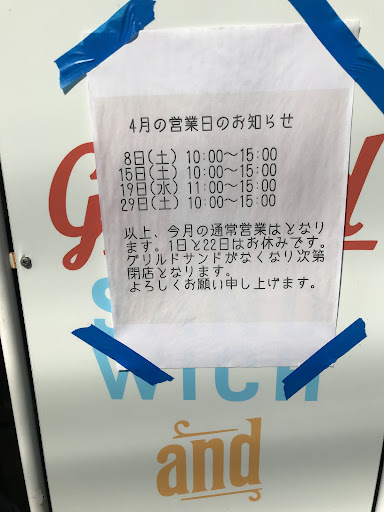 4月の営業日のお知らせ
8日(土) 10:00～15:00
15日(土) 10:00～15:00
19日(水) 11:00～15:00
29日(土) 10:00～15:00
以上、今月の通常営業はとなり
ます。1日と22日はお休みです。
グリルドサンドがなくなり次第
閉店となります。
よろしくお願い申し上げます。
WICH
and